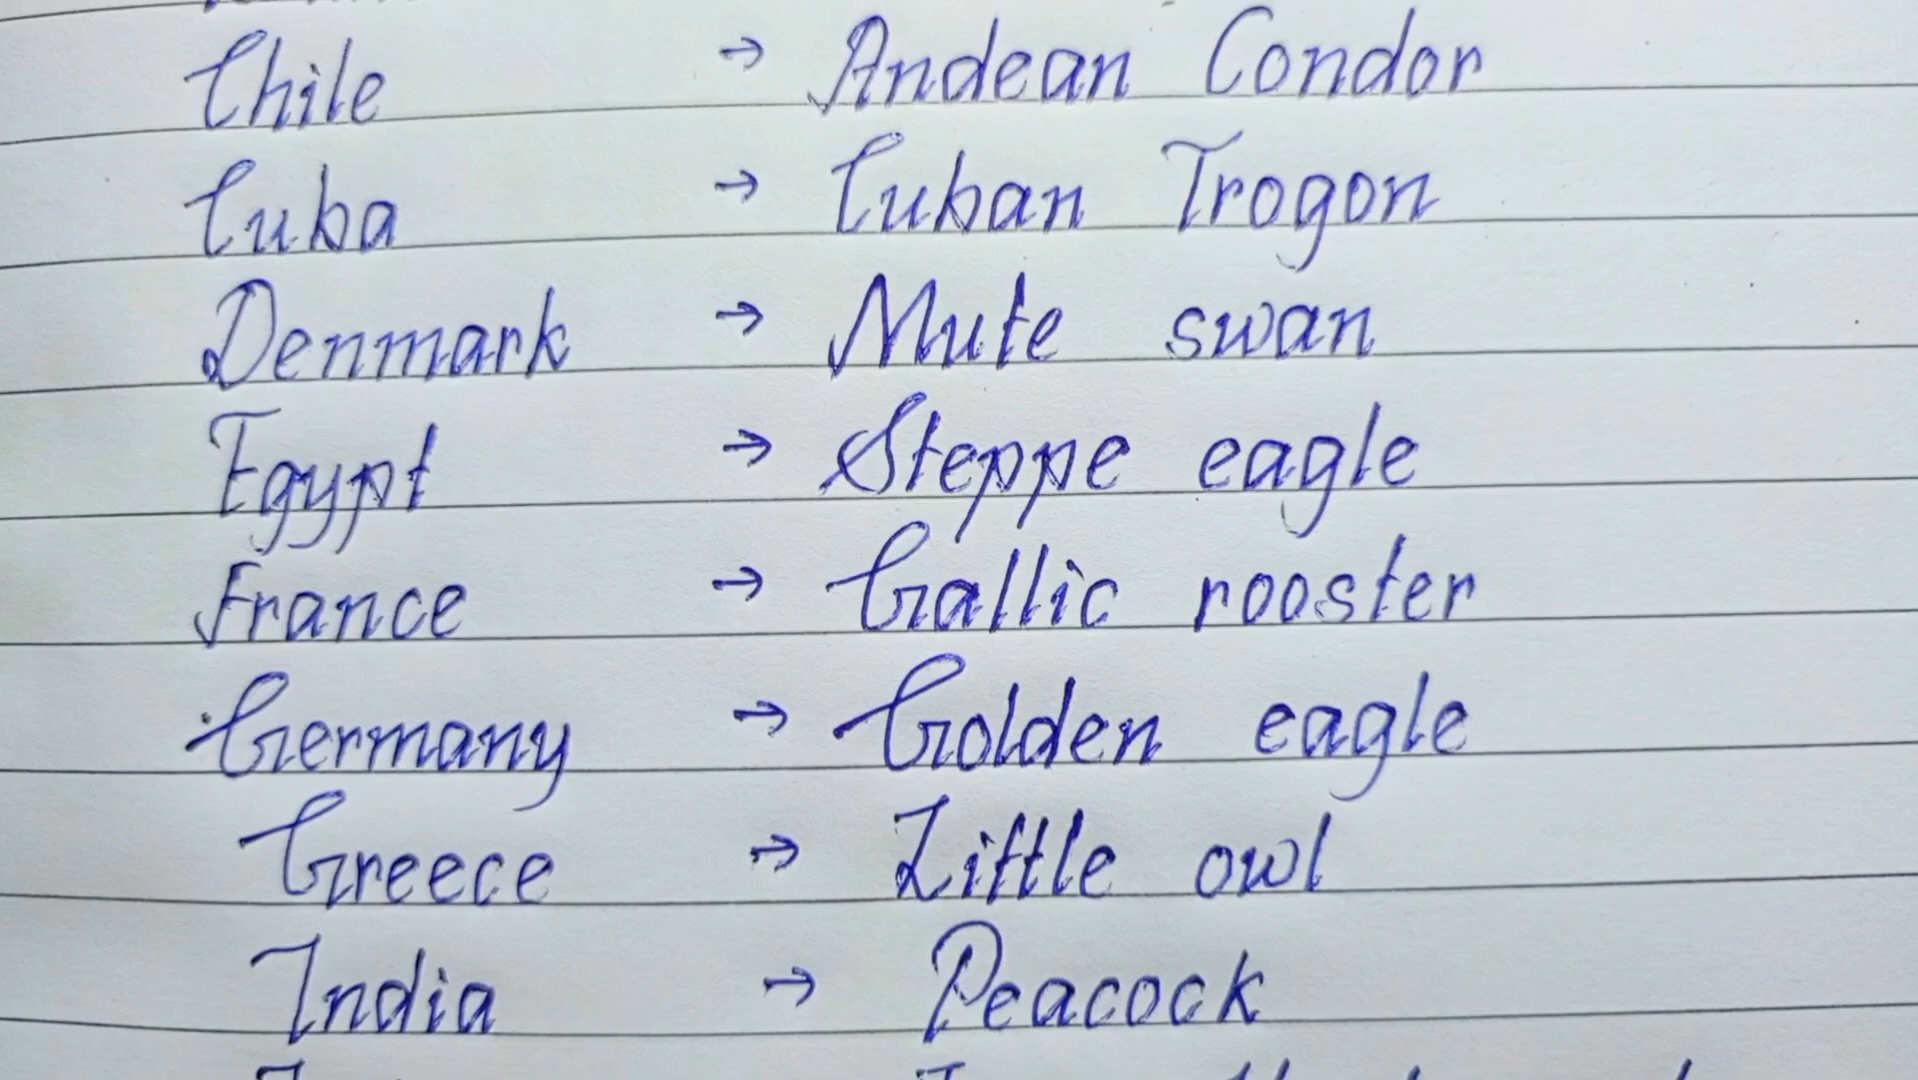 Chile → Andean Condor
Cuba → Cuban Trogon
Denmark → Mute swan
Egypt → Steppe eagle
France → Gallic rooster
Germany → Golden eagle
Greece → Little owl
India → Peacock